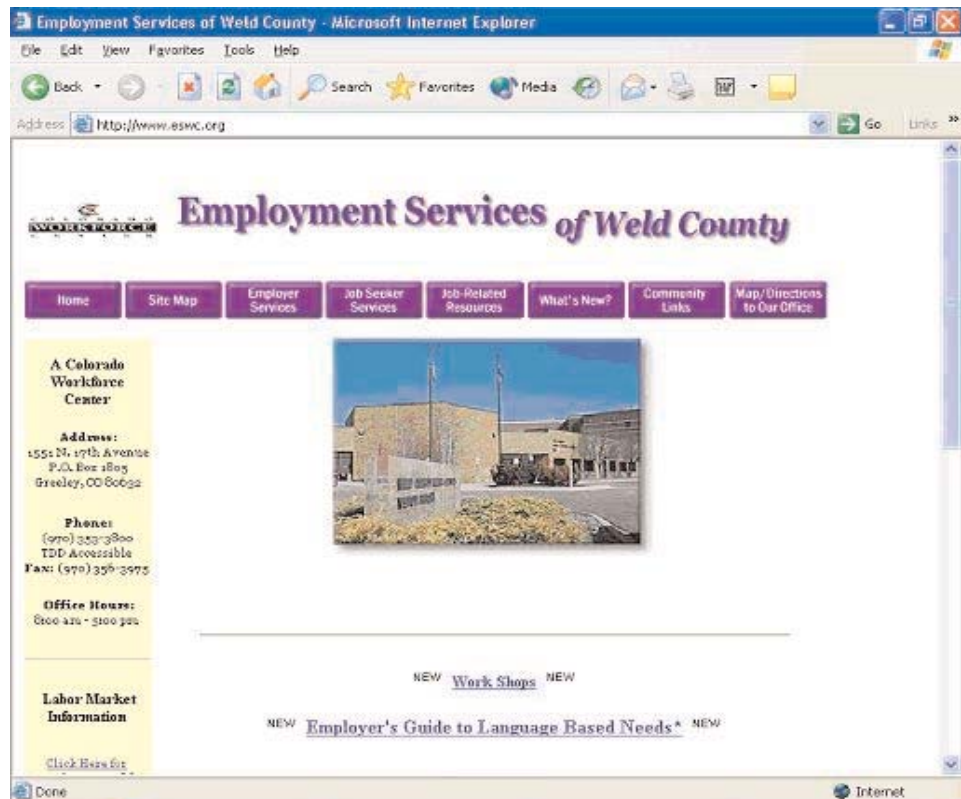 Employment Services of Weld County - Microsoft Internet Explorer
File Edit View Favorites Tools Help
Back Search Favorites Media
Address http://www.eswc.org Go Links »
WORKFORCE
Employment Services of Weld County
Home
Site Map
Employer
Services
Job Seeker
Services
Job-Related
Resources
What's New?
Community
Links
Map/Directions
to Our Office
A Colorado
Workforce
Center
Address:
1551 N. 17th Avenue
P.O. Box 1805
Greeley, CO 80632
Phone:
(970) 353-3800
TDD Accessible
Fax: (970) 356-3975
Office Hours:
8:00 am - 5:00 pm
Labor Market
Information
Click Here for
NEW Work Shops NEW
NEW Employer's Guide to Language Based Needs* NEW
Done Internet